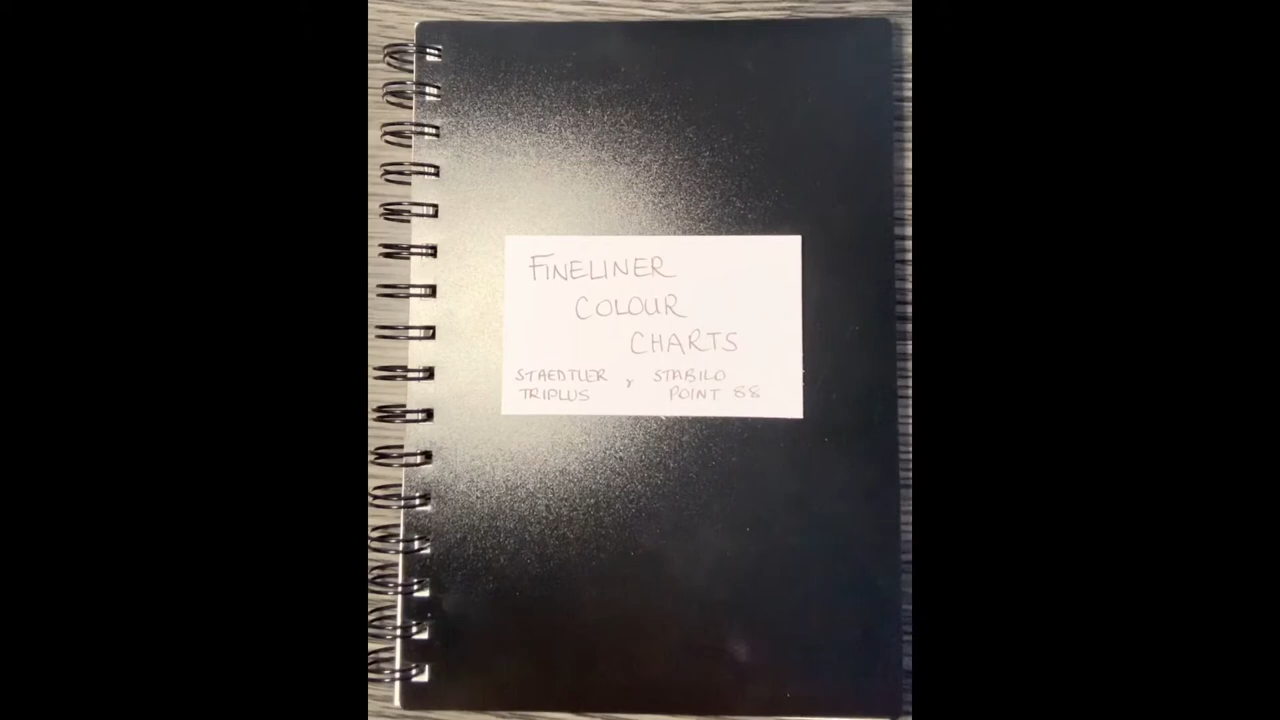 FINELINER
COLOUR
CHARTS
STAEDTLER & STABILO
TRIPLUS POINT 88